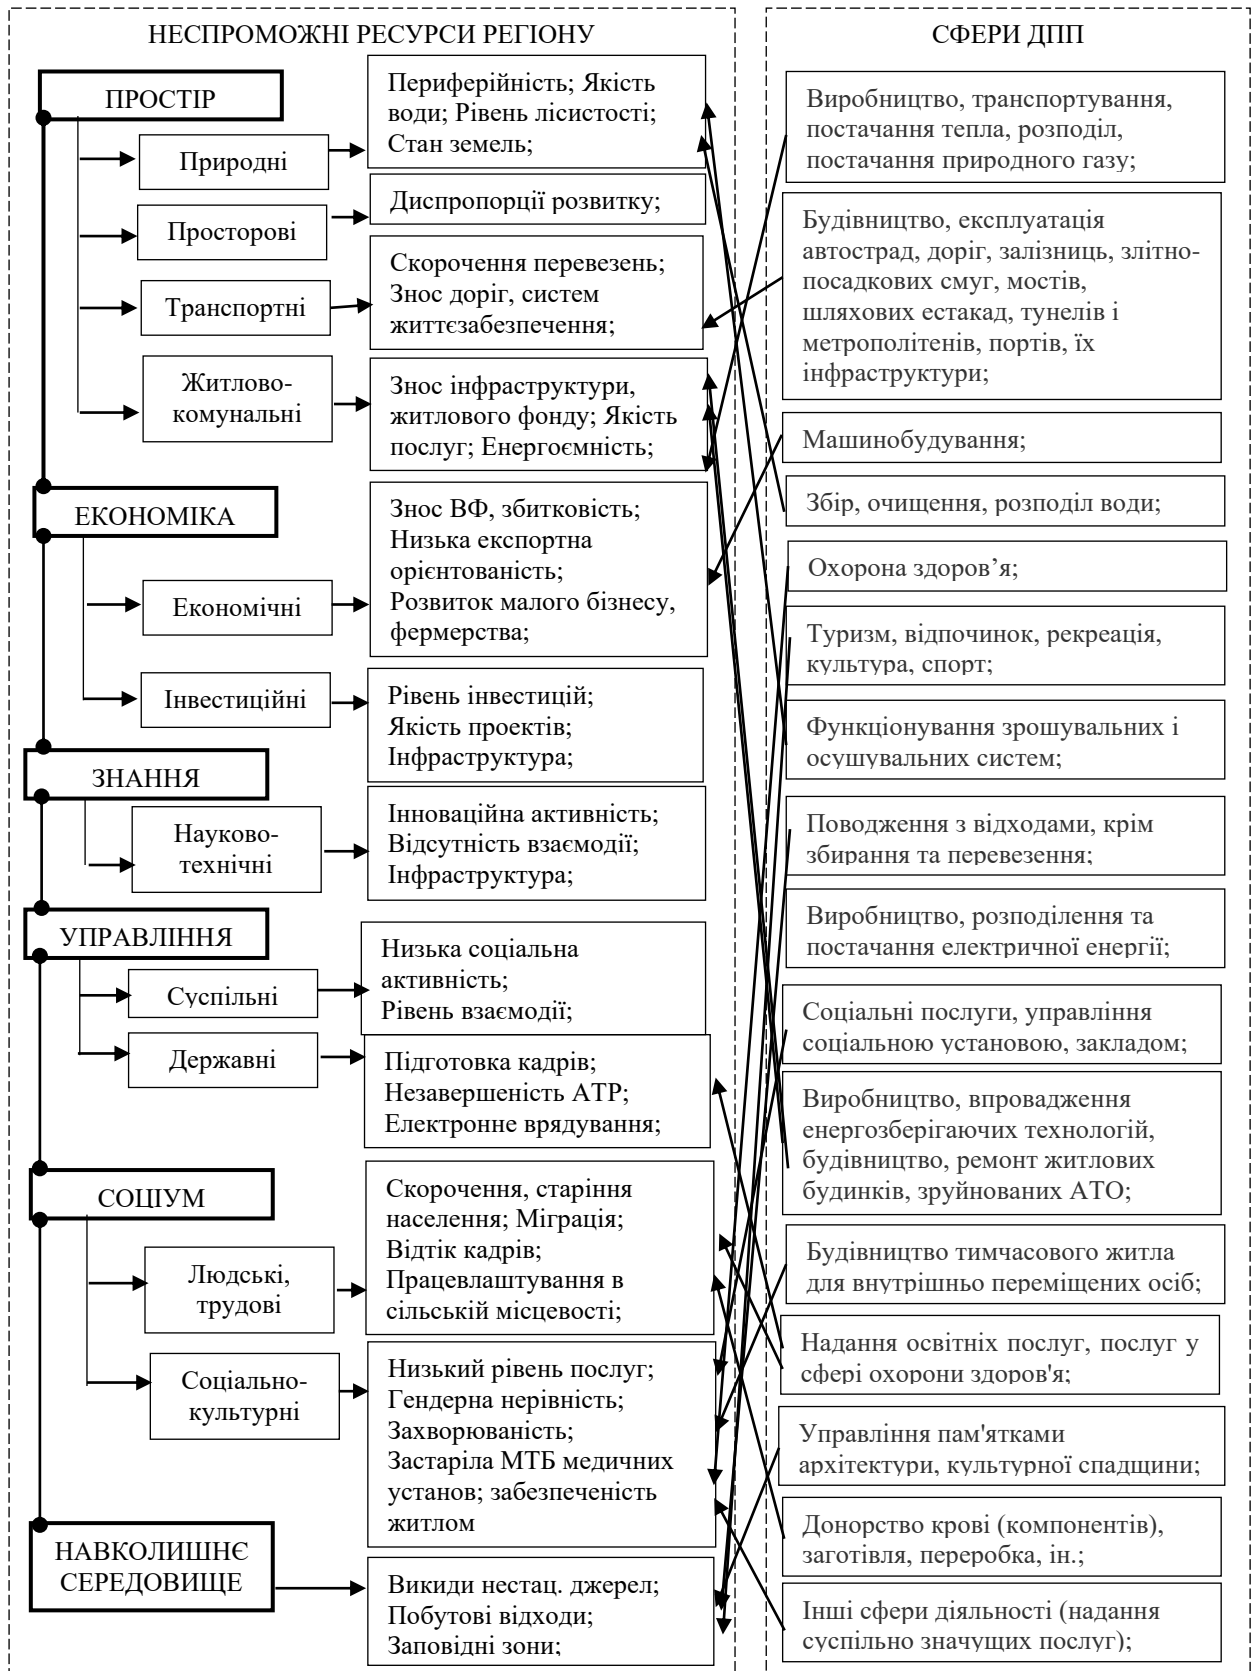 НЕСПРОМОЖНІ РЕСУРСИ РЕГІОНУ
ПРОСТІР
Природні
Периферійність; Якість
води; Рівень лісистості;
Стан земель;
Просторові
Диспропорції розвитку;
Транспортні
Скорочення перевезень;
Знос доріг, систем
життєзабезпечення;
Житлово-
комунальні
Знос інфраструктури,
житлового фонду; Якість
послуг; Енергоємність;
ЕКОНОМІКА
Економічні
Знос ВФ, збитковість;
Низька експортна
орієнтованість;
Розвиток малого бізнесу,
фермерства;
Інвестиційні
Рівень інвестицій;
Якість проектів;
Інфраструктура;
ЗНАННЯ
Науково-
технічні
Інноваційна активність;
Відсутність взаємодії;
Інфраструктура;
УПРАВЛІННЯ
Суспільні
Низька соціальна
активність;
Рівень взаємодії;
Державні
Підготовка кадрів;
Незавершеність АТР;
Електронне врядування;
СОЦІУМ
Людські,
трудові
Скорочення, старіння
населення; Міграція;
Відтік кадрів;
Працевлаштування в
сільській місцевості;
Соціально-
культурні
Низький рівень послуг;
Гендерна нерівність;
Захворюваність;
Застаріла МТБ медичних
установ; забезпеченість
житлом
НАВКОЛИШНЄ
СЕРЕДОВИЩЕ
Викиди нестац. джерел;
Побутові відходи;
Заповідні зони;
СФЕРИ ДПП
Виробництво, транспортування,
постачання тепла, розподіл,
постачання природного газу;
Будівництво, експлуатація
автострад, доріг, залізниць, злітно-
посадкових смуг, мостів,
шляхових естакад, тунелів і
метрополітенів, портів, їх
інфраструктури;
Машинобудування;
Збір, очищення, розподіл води;
Охорона здоров’я;
Туризм, відпочинок, рекреація,
культура, спорт;
Функціонування зрошувальних і
осушувальних систем;
Поводження з відходами, крім
збирання та перевезення;
Виробництво, розподілення та
постачання електричної енергії;
Соціальні послуги, управління
соціальною установою, закладом;
Виробництво, впровадження
енергозберігаючих технологій,
будівництво, ремонт житлових
будинків, зруйнованих АТО;
Будівництво тимчасового житла
для внутрішньо переміщених осіб;
Надання освітніх послуг, послуг у
сфері охорони здоров'я;
Управління пам'ятками
архітектури, культурної спадщини;
Донорство крові (компонентів),
заготівля, переробка, ін.;
Інші сфери діяльності (надання
суспільно значущих послуг);